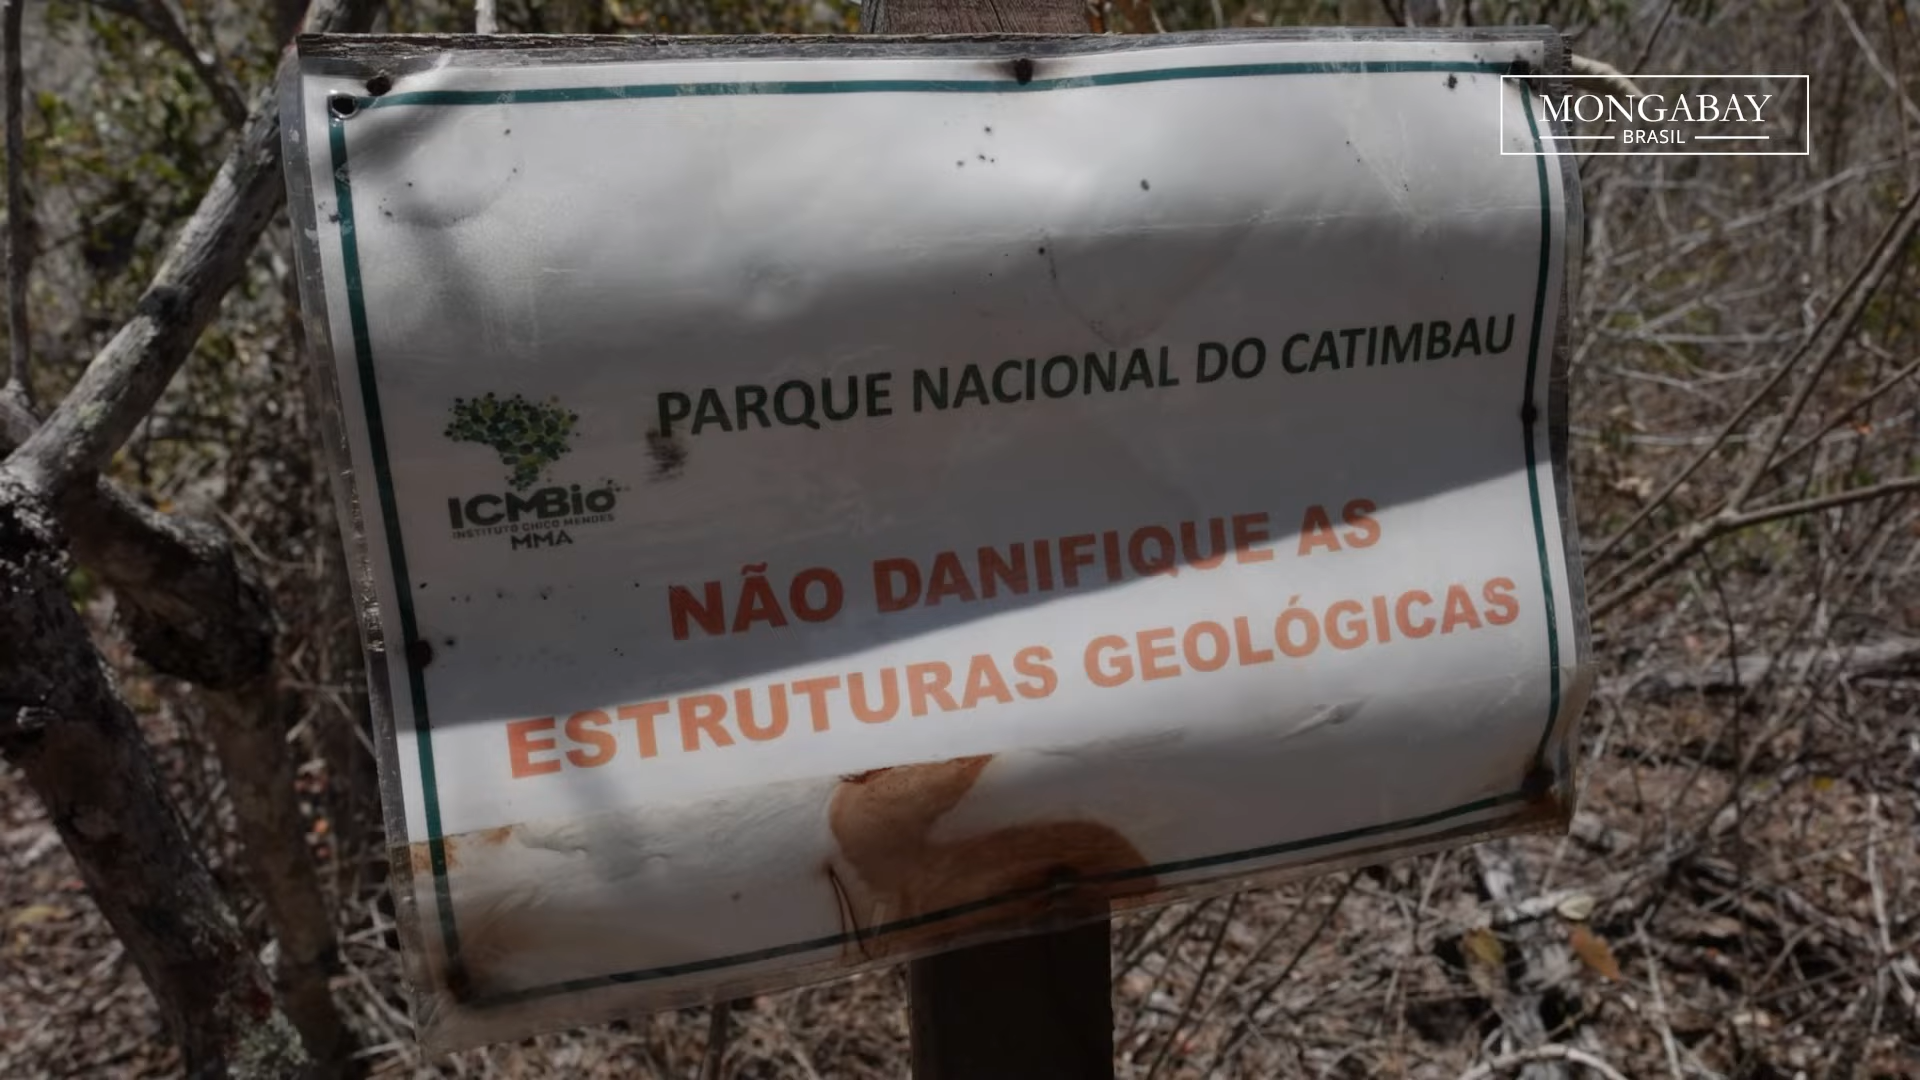 MONGABAY
BRASIL
PARQUE NACIONAL DO CATIMBAU
ICMBio
INSTITUTO CHICO MENDES
MMA
NÃO DANIFIQUE AS
ESTRUTURAS GEOLÓGICAS